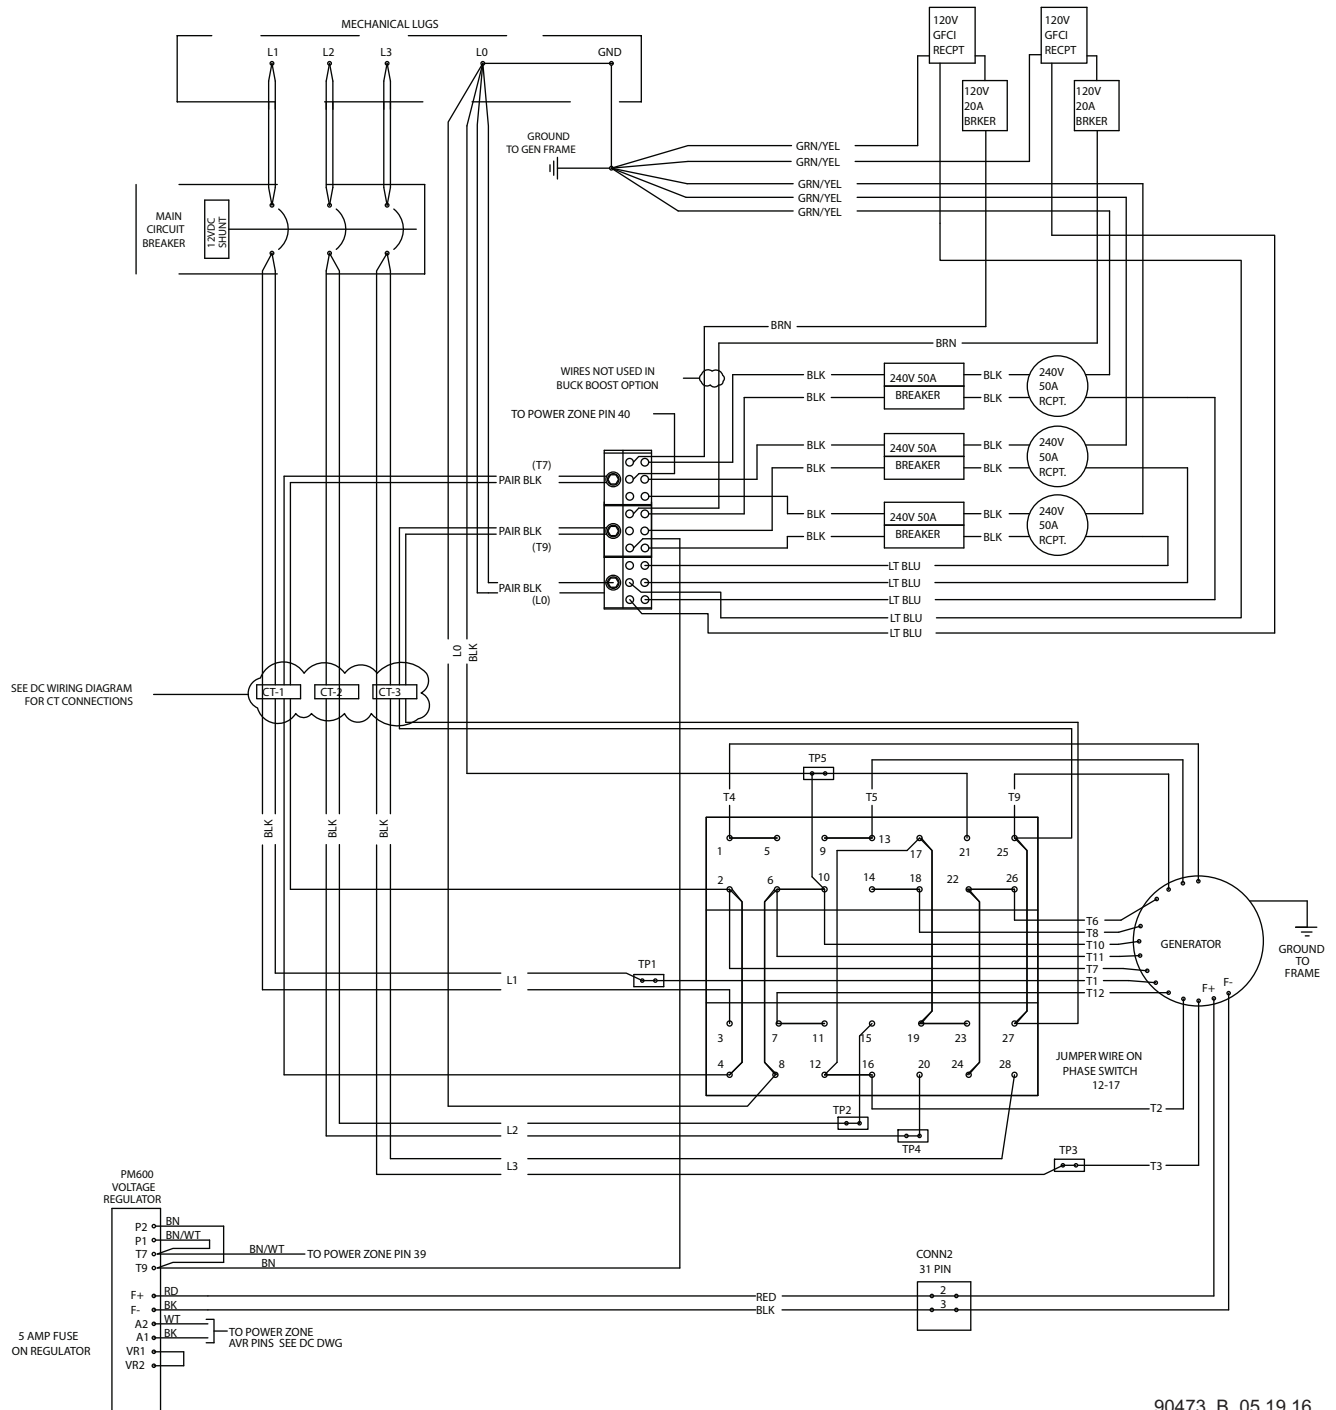 MECHANICAL LUGS
L1
L2
L3
L0
GND
120V
GFCI
RECPT
120V
GFCI
RECPT
120V
20A
BRKER
120V
20A
BRKER
GROUND
TO GEN FRAME
GRN/YEL
GRN/YEL
GRN/YEL
GRN/YEL
GRN/YEL
MAIN
CIRCUIT
BREAKER
12VDC
SHUNT
BRN
BRN
WIRES NOT USED IN
BUCK BOOST OPTION
TO POWER ZONE PIN 40
BLK
240V 50A
BREAKER
BLK
BLK
BLK
240V
50A
RCPT.
BLK
240V 50A
BREAKER
BLK
BLK
BLK
240V
50A
RCPT.
BLK
240V 50A
BREAKER
BLK
BLK
BLK
240V
50A
RCPT.
(T7)
PAIR BLK
PAIR BLK
(T9)
PAIR BLK
(L0)
LT BLU
LT BLU
LT BLU
LT BLU
LT BLU
L0
BLK
SEE DC WIRING DIAGRAM
FOR CT CONNECTIONS
CT-1
CT-2
CT-3
TP5
T4
T5
T9
BLK
BLK
BLK
1
5
9
13
17
21
25
2
6
10
14
18
22
26
T6
T8
T10
T11
T7
T1
T12
GENERATOR
F+
F-
GROUND
TO
FRAME
TP1
L1
3
7
11
15
19
23
27
4
8
12
16
20
24
28
JUMPER WIRE ON
PHASE SWITCH
12-17
TP2
T2
L2
TP4
L3
TP3
T3
PM600
VOLTAGE
REGULATOR
P2
BN
P1
BN/WT
T7
BN/WT
TO POWER ZONE PIN 39
T9
BN
F+
RD
RED
F-
BK
BLK
A2
WT
A1
BK
TO POWER ZONE
AVR PINS SEE DC DWG
VR1
VR2
5 AMP FUSE
ON REGULATOR
CONN2
31 PIN
2
3
90473_B_05.19.16